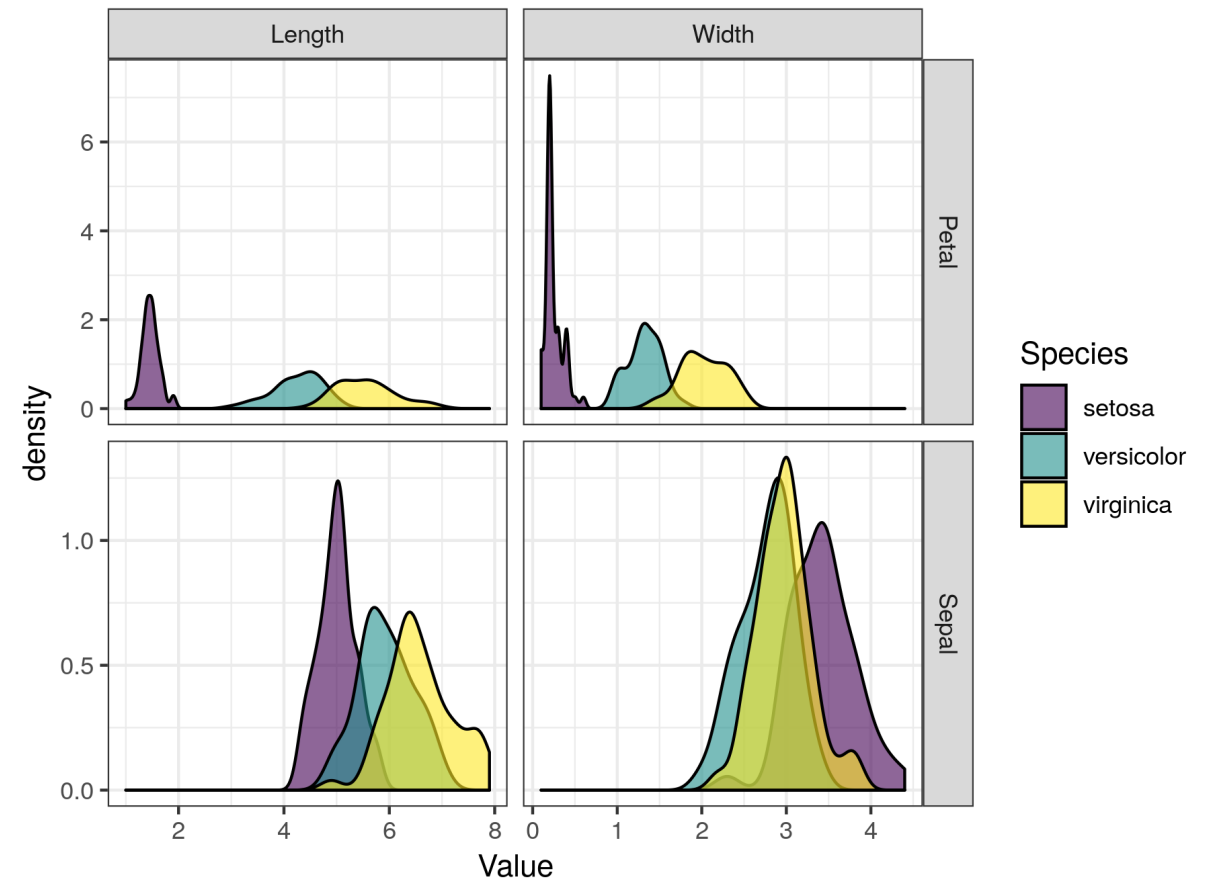 Length
Width
6
4
2
0
Petal
density
1.0
0.5
0.0
Sepal
2 4 6 8
0 1 2 3 4
Value
Species
setosa
versicolor
virginica